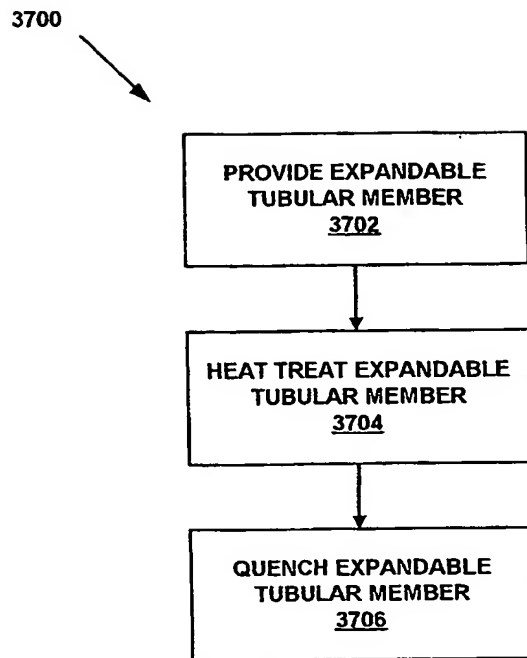 3700
PROVIDE EXPANDABLE
TUBULAR MEMBER
3702
HEAT TREAT EXPANDABLE
TUBULAR MEMBER
3704
QUENCH EXPANDABLE
TUBULAR MEMBER
3706